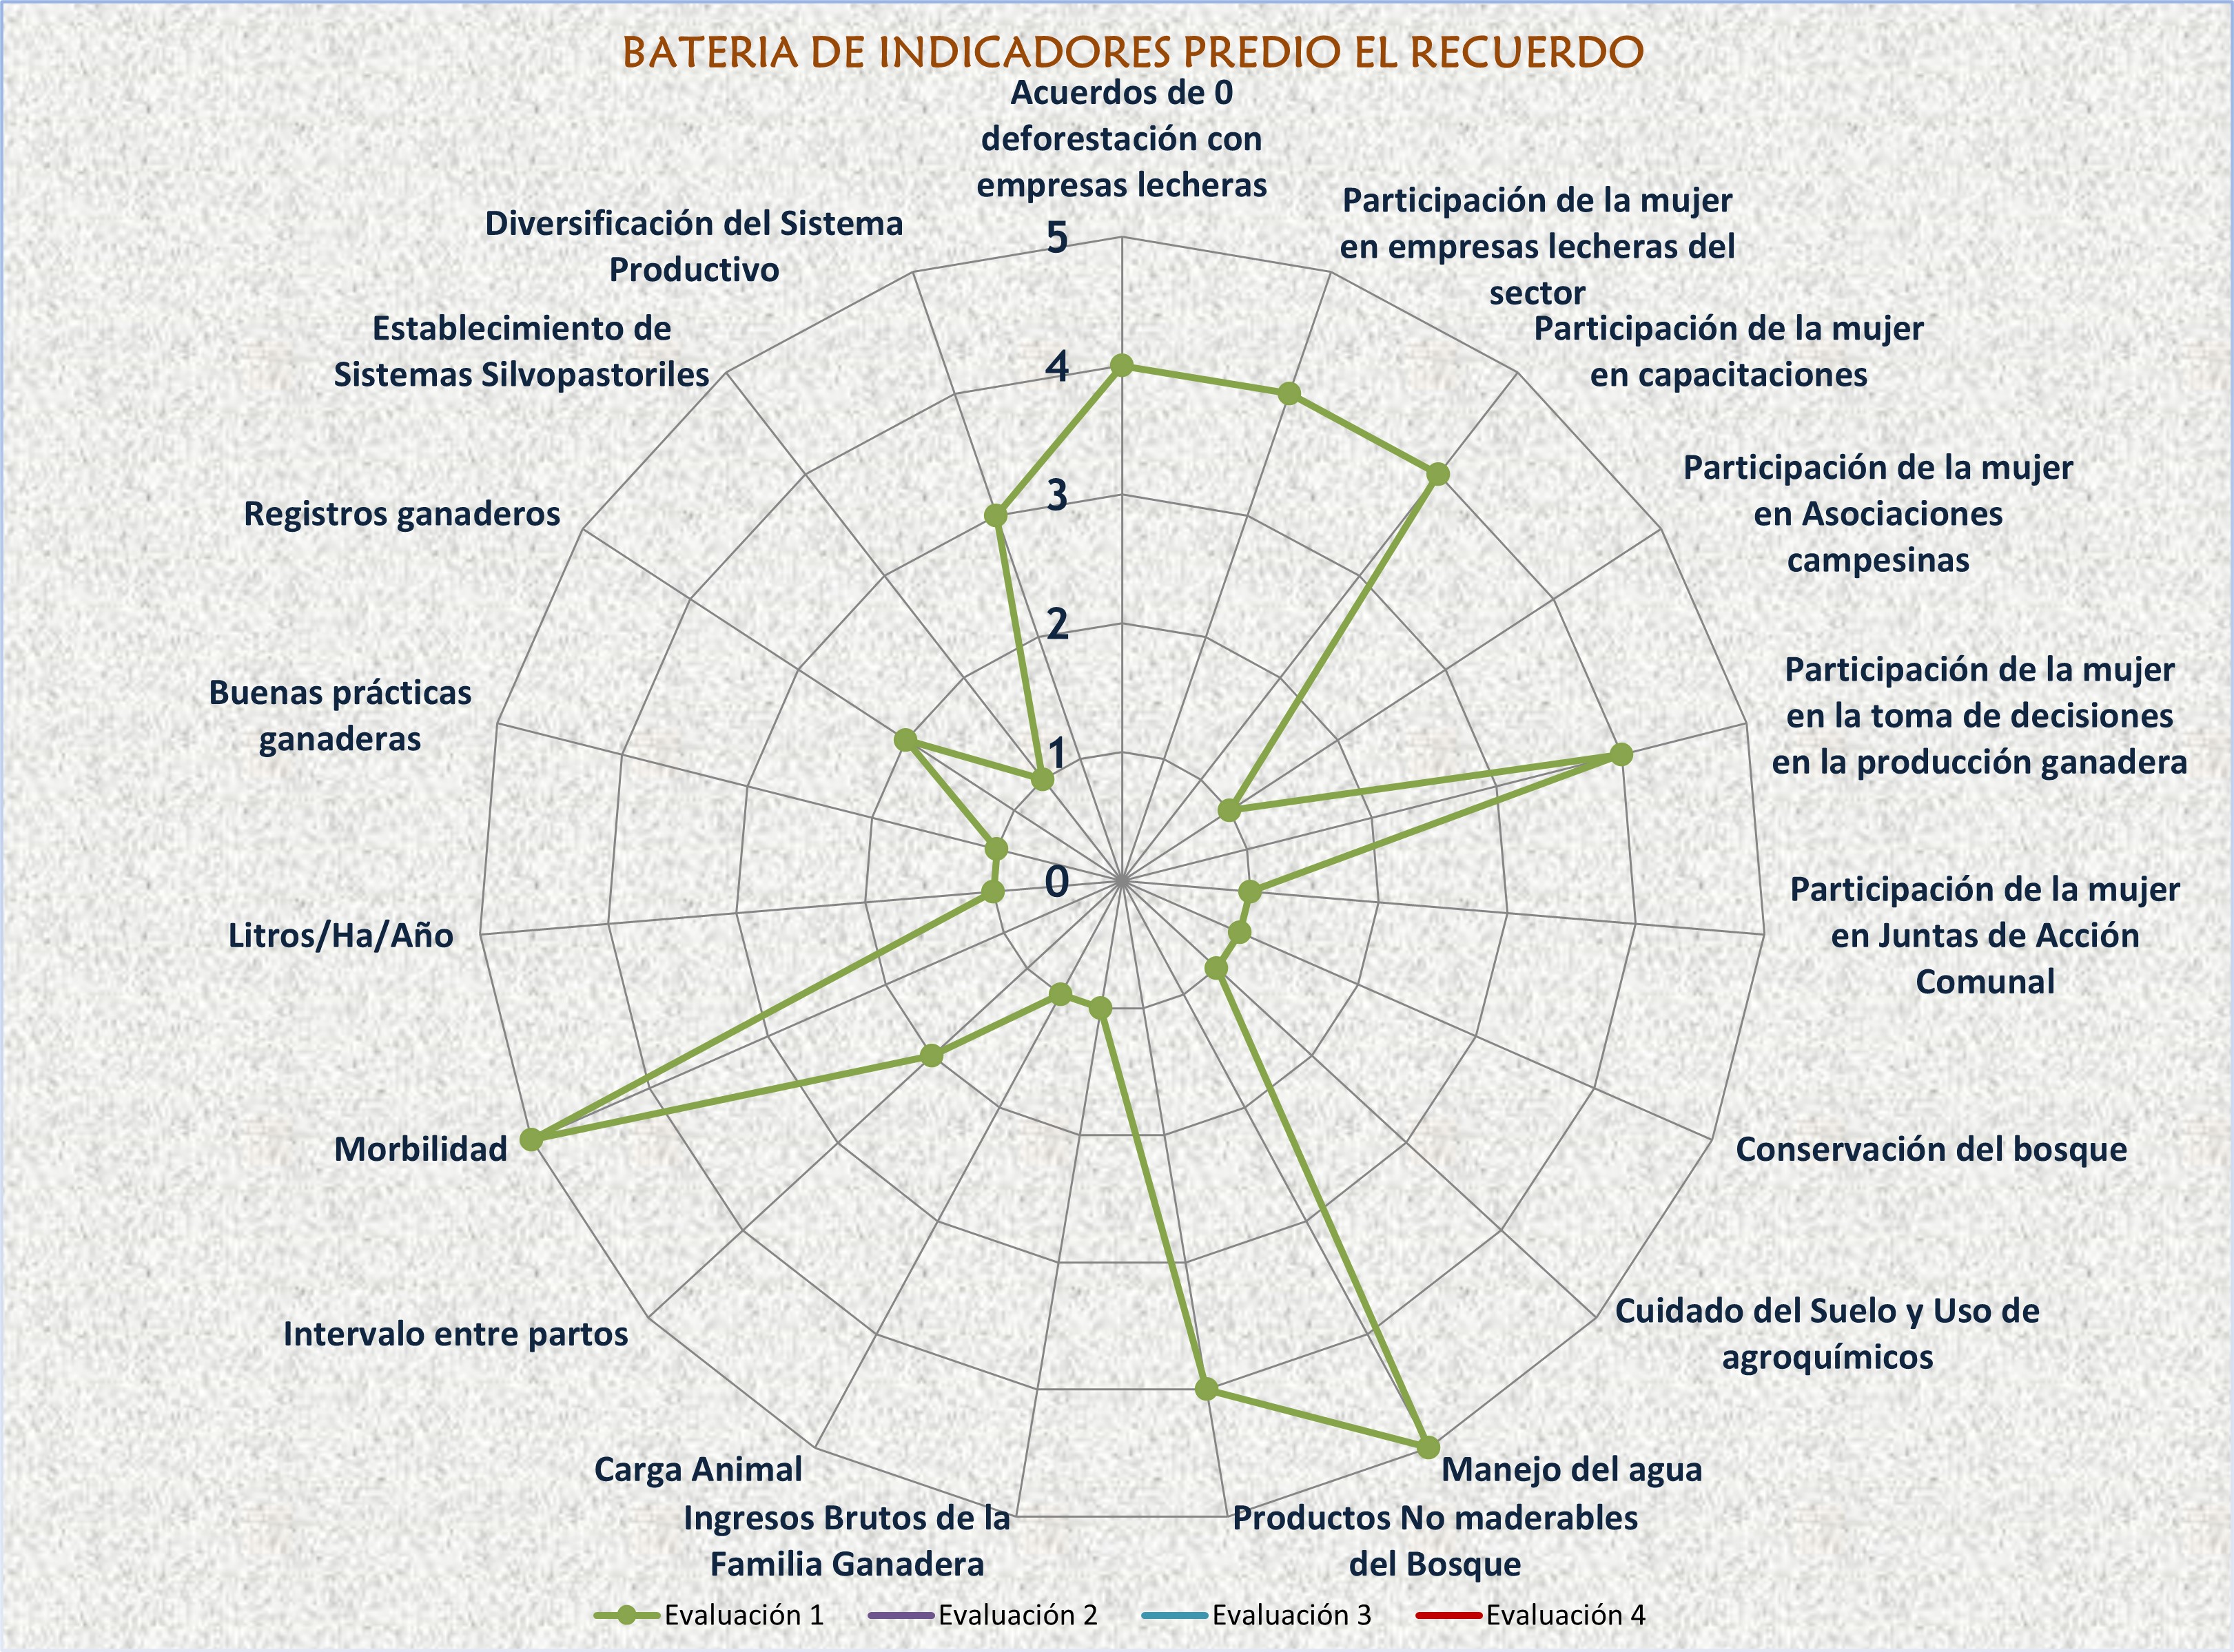 BATERIA DE INDICADORES PREDIO EL RECUERDO
Acuerdos de 0
deforestación con
empresas lecheras
Participación de la mujer
en empresas lecheras del
sector
Participación de la mujer
en capacitaciones
Participación de la mujer
en Asociaciones
campesinas
Participación de la mujer
en la toma de decisiones
en la producción ganadera
Participación de la mujer
en Juntas de Acción
Comunal
Conservación del bosque
Cuidado del Suelo y Uso de
agroquímicos
Manejo del agua
Productos No maderables
del Bosque
Ingresos Brutos de la
Familia Ganadera
Carga Animal
Intervalo entre partos
Morbilidad
Litros/Ha/Año
Buenas prácticas
ganaderas
Registros ganaderos
Establecimiento de
Sistemas Silvopastoriles
Diversificación del Sistema
Productivo
5
4
3
2
1
0
Evaluación 1
Evaluación 2
Evaluación 3
Evaluación 4